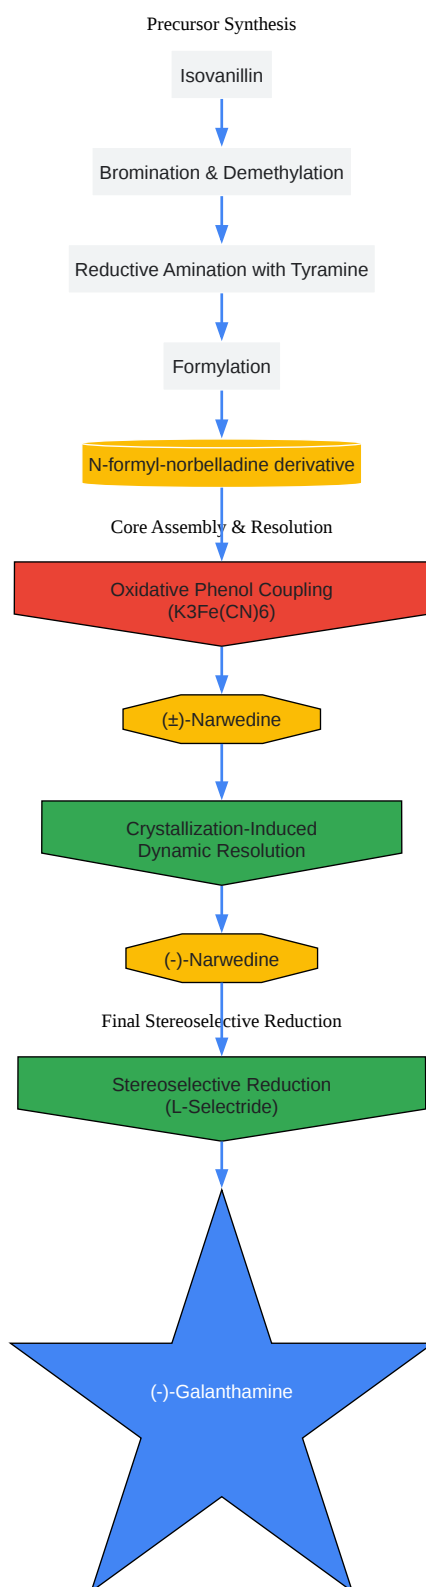 Precursor Synthesis
Isovanillin
Bromination & Demethylation
Reductive Amination with Tyramine
Formylation
N-formyl-norbelladine derivative
Core Assembly & Resolution
Oxidative Phenol Coupling
(K3Fe(CN)6)
(±)-Narwedine
Crystallization-Induced
Dynamic Resolution
(-)-Narwedine
Final Stereoselective Reduction
Stereoselective Reduction
(L-Selectride)
(-)-Galanthamine